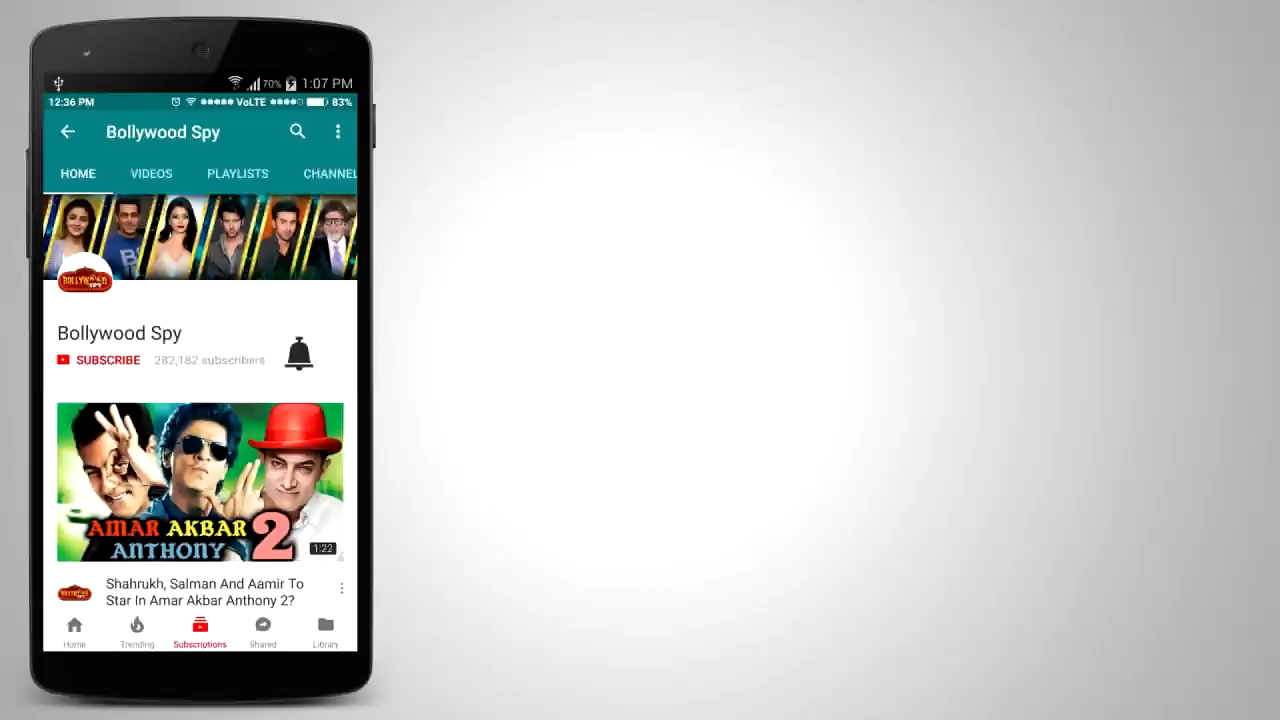 70% 1:07 PM
12:36 PM VoLTE 83%
Bollywood Spy
HOME VIDEOS PLAYLISTS CHANNEL
BOLLYWOOD
SPY
Bollywood Spy
SUBSCRIBE 282,182 subscribers
AMAR AKBAR
ANTHONY 2
1:22
Shahrukh, Salman And Aamir To
Star In Amar Akbar Anthony 2?
Home Trending Subscriptions Shared Library